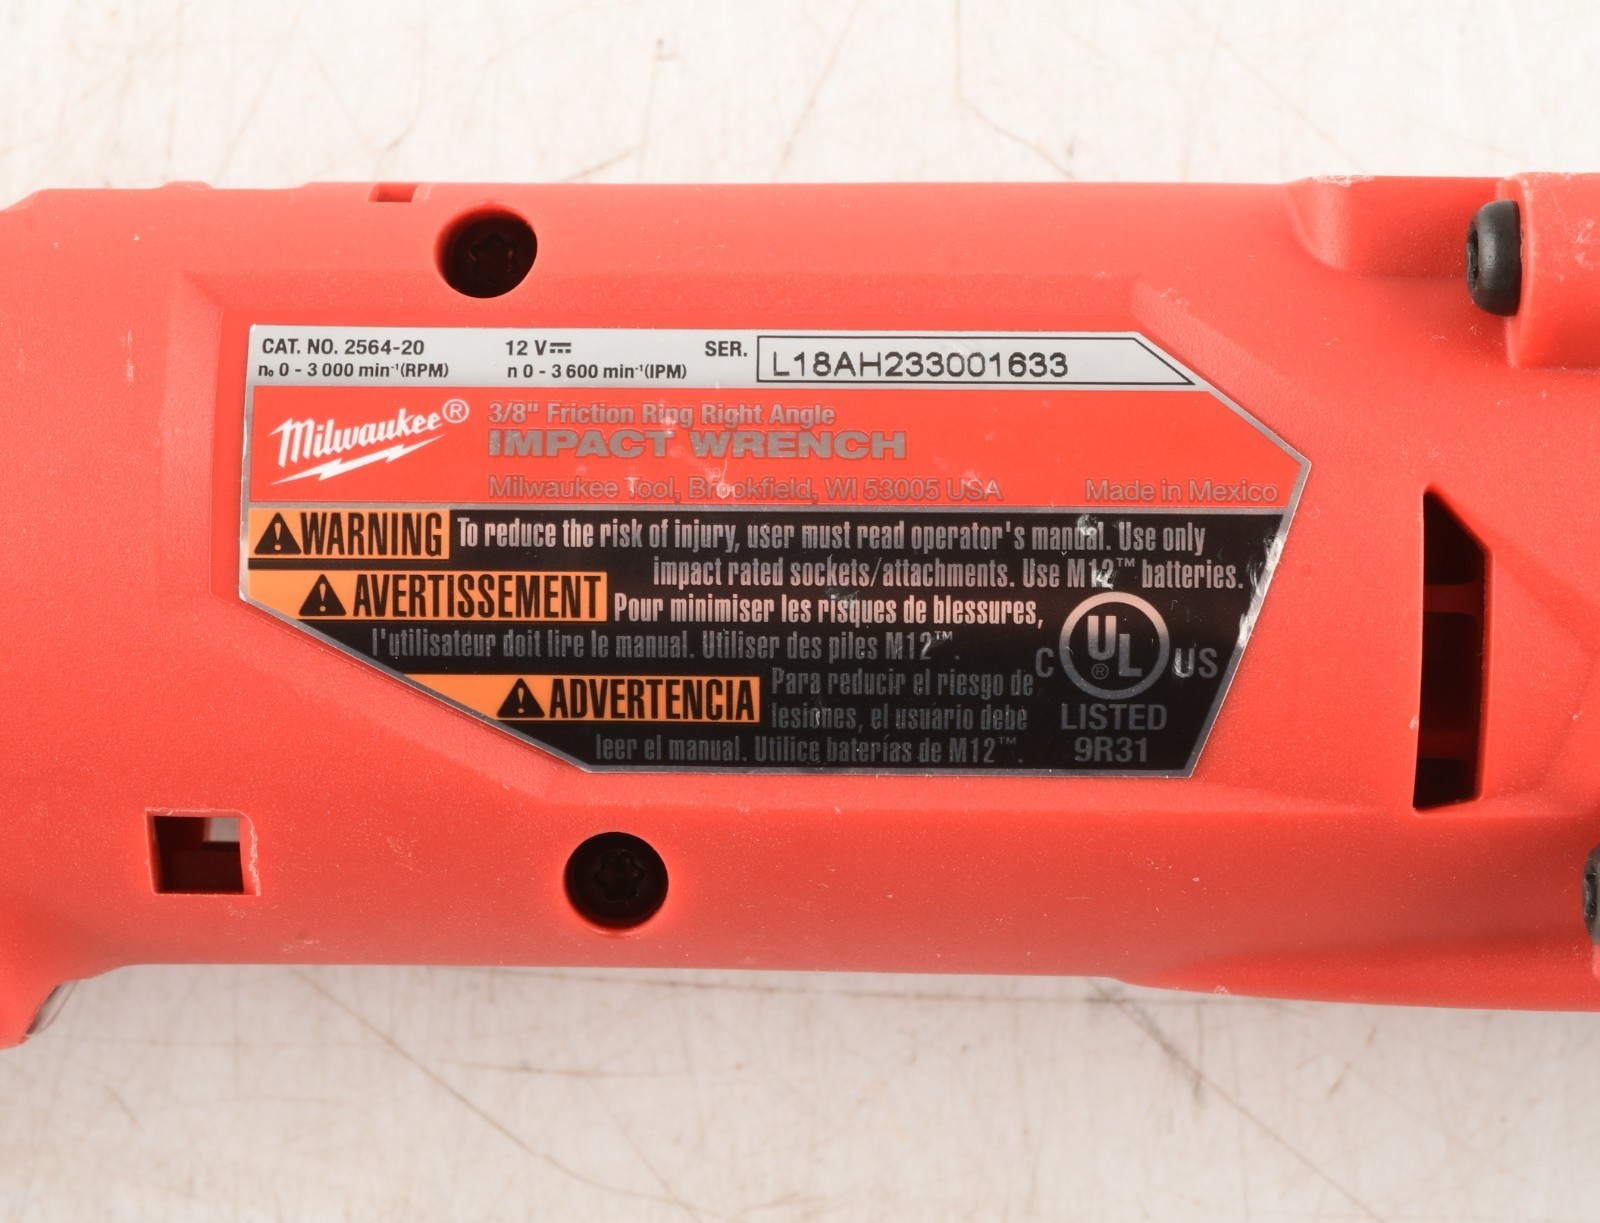 CAT. NO. 2564-20 12 V⎓ SER. L18AH233001633
n₀ 0 - 3 000 min⁻¹(RPM) n 0 - 3 600 min⁻¹(IPM)
Milwaukee®
3/8" Friction Ring Right Angle
IMPACT WRENCH
Milwaukee Tool, Brookfield, WI 53005 USA Made in Mexico
⚠WARNING To reduce the risk of injury, user must read operator's manual. Use only
impact rated sockets/attachments. Use M12™ batteries.
⚠AVERTISSEMENT Pour minimiser les risques de blessures,
l'utilisateur doit lire le manual. Utiliser des piles M12™.
⚠ADVERTENCIA Para reducir el riesgo de
lesiones, el usuario debe
leer el manual. Utilice baterías de M12™.
C UL® US
LISTED
9R31